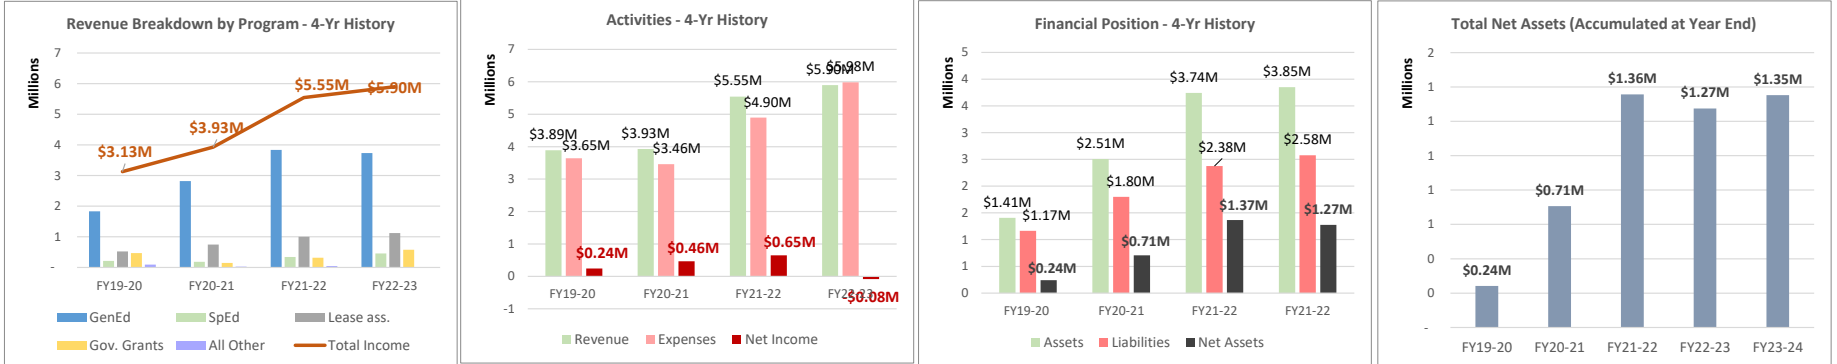 Revenue Breakdown by Program - 4-Yr History
Millions
7
6
5
4
3
2
1
-
$3.13M
$3.93M
$5.55M
$5.90M
FY19-20
FY20-21
FY21-22
FY22-23
GenEd
SpEd
Lease ass.
Gov. Grants
All Other
Total Income
Activities - 4-Yr History
Millions
7
6
5
4
3
2
1
0
-1
$3.89M
$3.65M
$0.24M
$3.93M
$3.46M
$0.46M
$5.55M
$4.90M
$0.65M
$5.90M
$5.98M
-$0.08M
FY19-20
FY20-21
FY21-22
FY22-23
Revenue
Expenses
Net Income
Financial Position - 4-Yr History
Millions
5
4
4
3
3
2
2
1
1
0
$1.41M
$1.17M
$0.24M
$2.51M
$1.80M
$0.71M
$3.74M
$2.38M
$1.37M
$3.85M
$2.58M
$1.27M
FY19-20
FY20-21
FY21-22
FY21-22
Assets
Liabilities
Net Assets
Total Net Assets (Accumulated at Year End)
Millions
2
1
1
1
1
1
0
0
-
$0.24M
$0.71M
$1.36M
$1.27M
$1.35M
FY19-20
FY20-21
FY21-22
FY22-23
FY23-24